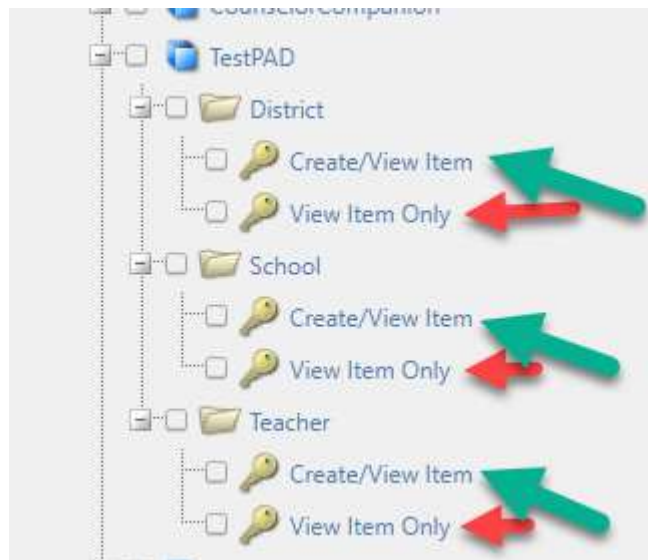 CounselorCompanion
TestPAD
District
Create/View Item
View Item Only
School
Create/View Item
View Item Only
Teacher
Create/View Item
View Item Only